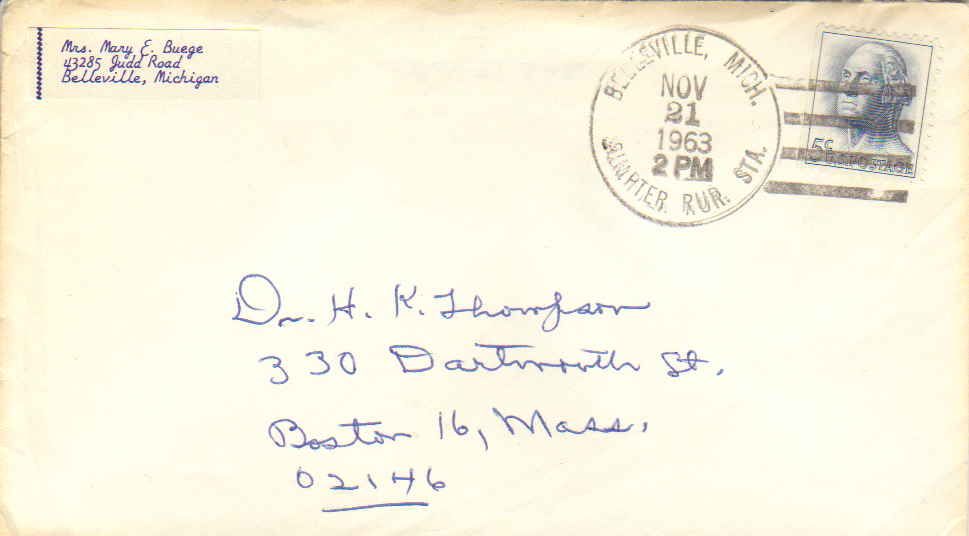 Mrs. Mary E. Buege
43285 Judd Road
Belleville, Michigan
BELLEVILLE, MICH.
NOV
21
1963
2 PM
RUR. STA.
5¢
U.S. POSTAGE
Dr. H. K. Thompson
330 Dartmouth St.
Boston 16, Mass.
02146